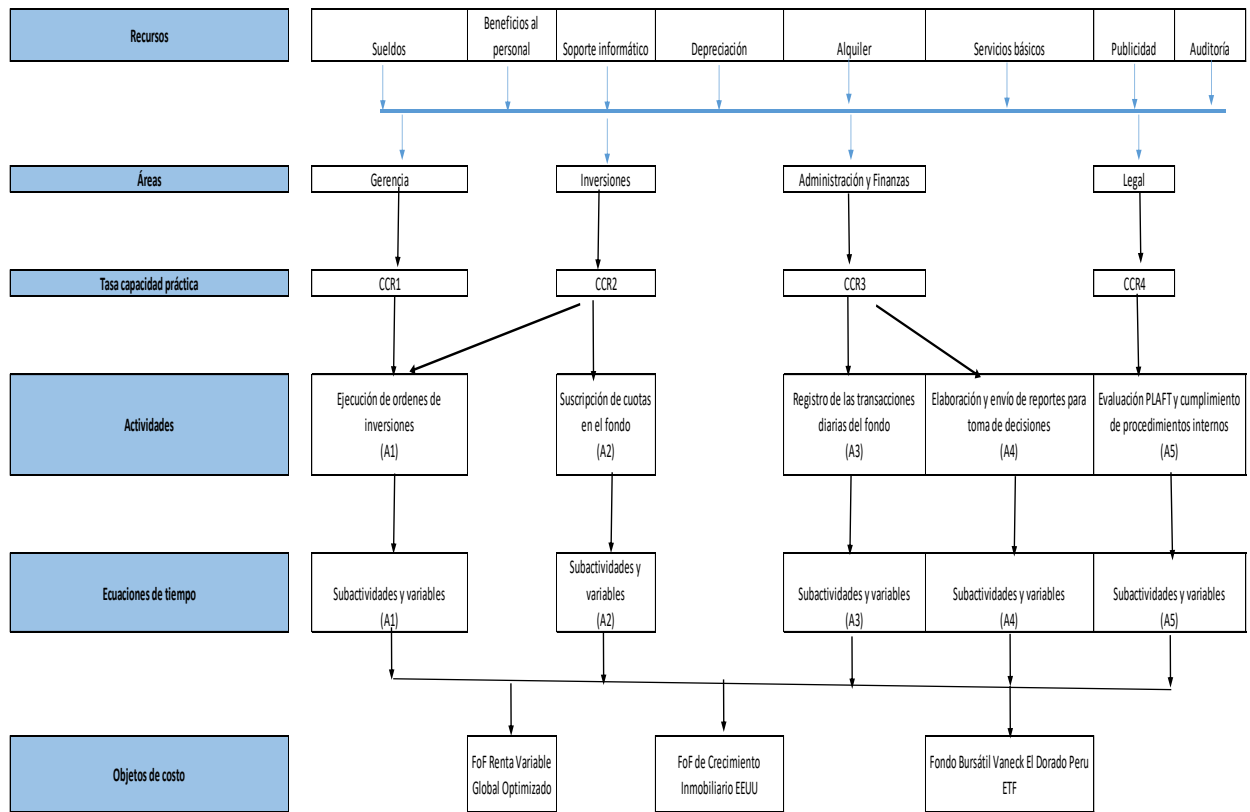 Recursos
Sueldos
Beneficios al
personal
Soporte informático
Depreciación
Alquiler
Servicios básicos
Publicidad
Auditoría
Áreas
Gerencia
Inversiones
Administración y Finanzas
Legal
Tasa capacidad práctica
CCR1
CCR2
CCR3
CCR4
Actividades
Ejecución de ordenes de
inversiones
(A1)
Suscripción de cuotas
en el fondo
(A2)
Registro de las transacciones
diarias del fondo
(A3)
Elaboración y envío de reportes para
toma de decisiones
(A4)
Evaluación PLAFT y cumplimiento
de procedimientos internos
(A5)
Ecuaciones de tiempo
Subactividades y variables
(A1)
Subactividades y
variables
(A2)
Subactividades y variables
(A3)
Subactividades y variables
(A4)
Subactividades y variables
(A5)
Objetos de costo
FoF Renta Variable
Global Optimizado
FoF de Crecimiento
Inmobiliario EEUU
Fondo Bursátil Vaneck El Dorado Peru
ETF